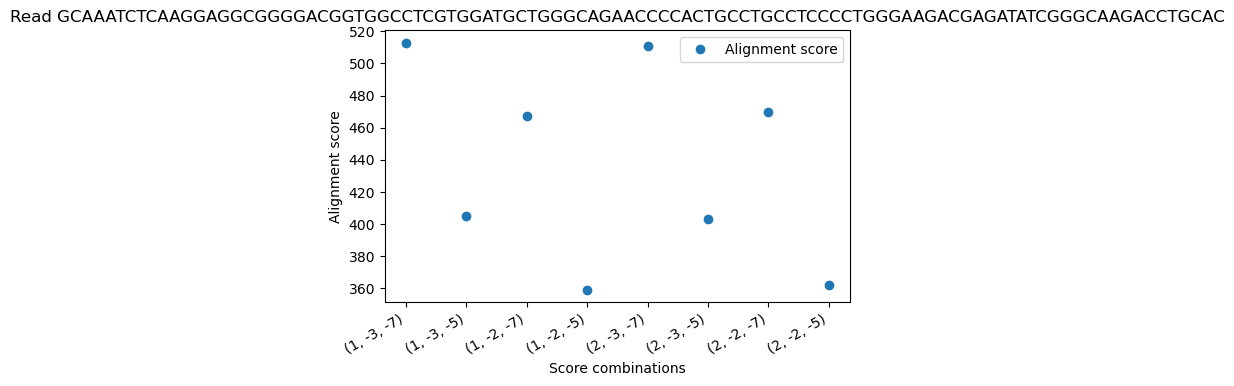 Read GCAAATCTCAAGGAGGCGGGGACGGTGGCCTCGTGGATGCTGGGCAGAACCCCACTGCCTGCCTCCCCTGGGAAGACGAGATATCGGGCAAGACCTGCAC
Alignment score
520
500
480
460
440
420
400
380
360
Alignment score
(1, -3, -7)
(1, -3, -5)
(1, -2, -7)
(1, -2, -5)
(2, -3, -7)
(2, -3, -5)
(2, -2, -7)
(2, -2, -5)
Score combinations